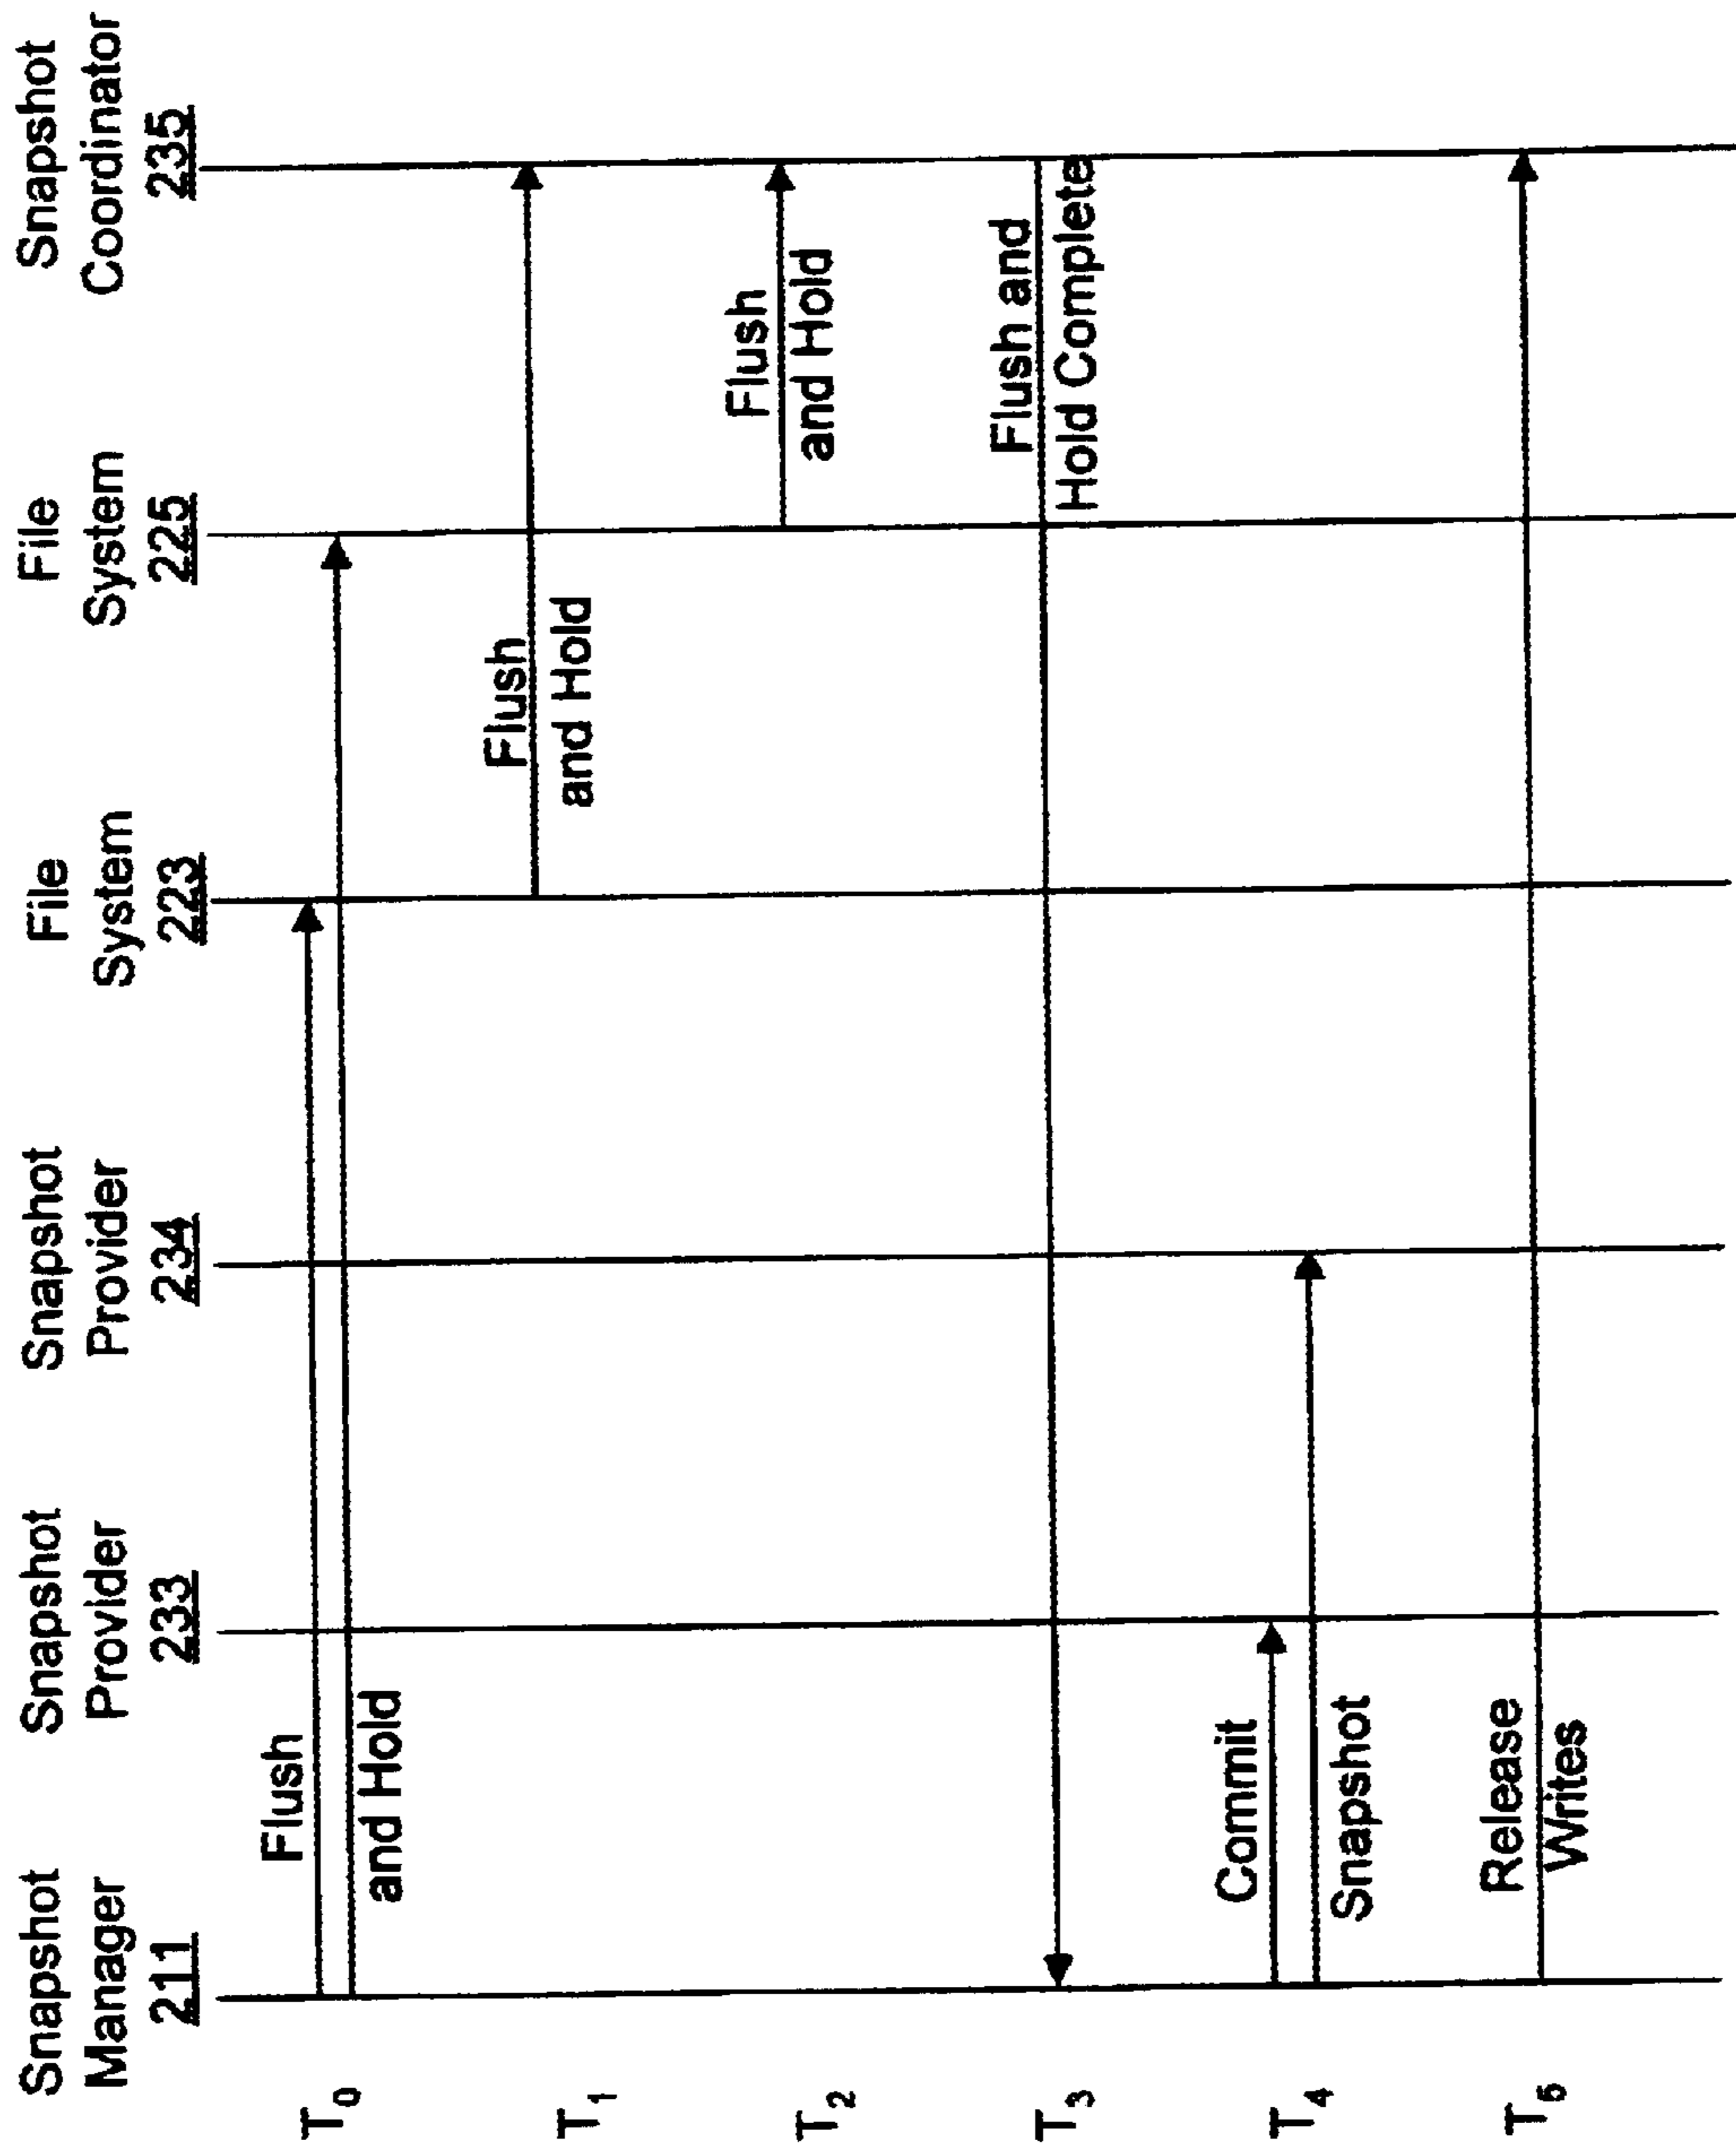 Snapshot
Manager
211
Snapshot
Provider
233
Snapshot
Provider
234
File
System
223
File
System
225
Snapshot
Coordinator
235
T0
Flush
and Hold
T1
Flush
and Hold
T2
Flush
and Hold
T3
Flush and
Hold Complete
T4
Commit
Snapshot
T5
Release
Writes